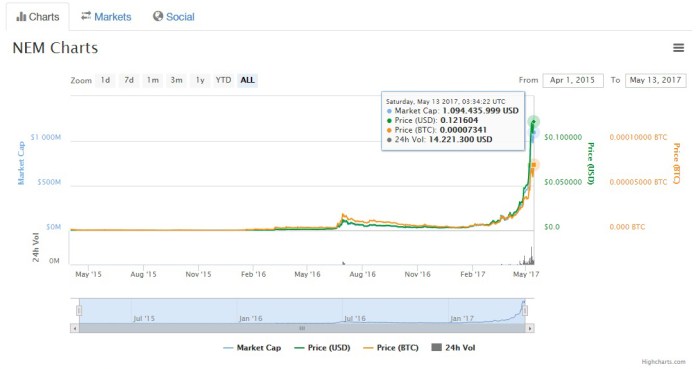 Charts Markets Social
NEM Charts
Zoom 1d 7d 1m 3m 1y YTD ALL From Apr 1, 2015 To May 13, 2017
Saturday, May 13 2017, 03:34:22 UTC
Market Cap: 1.094.435.999 USD
Price (USD): 0.121604
Price (BTC): 0.00007341
24h Vol: 14.221.300 USD
Market Cap
$1 000M
$500M
$0M
24h Vol
0M
$0.100000
$0.050000
$0.0
Price (USD)
0.00010000 BTC
0.00005000 BTC
0.000 BTC
Price (BTC)
May '15 Aug '15 Nov '15 Feb '16 May '16 Aug '16 Nov '16 Feb '17 May '17
Jul '15 Jan '16 Jul '16 Jan '17
Market Cap Price (USD) Price (BTC) 24h Vol
Highcharts.com